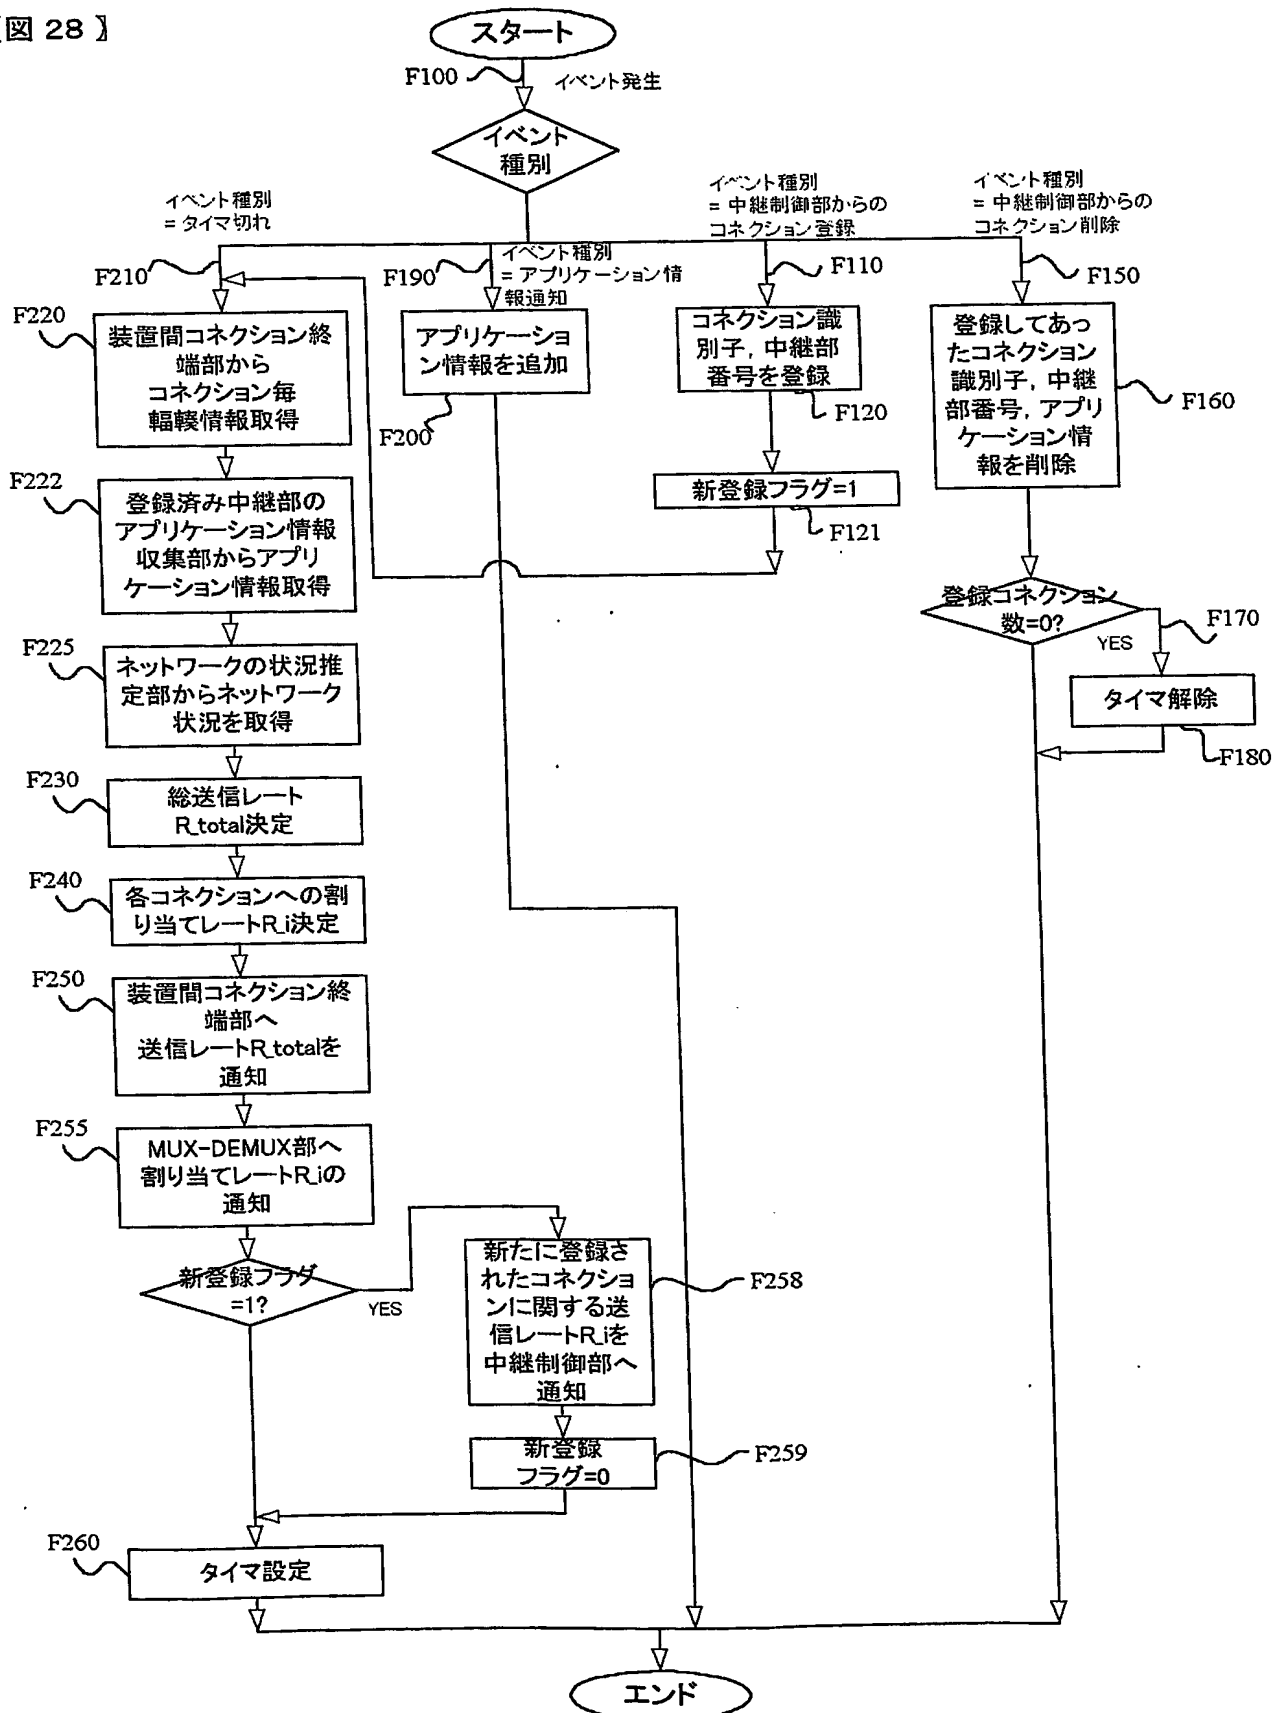 【図 28 】
スタート
F100
イベント発生
イベント
種別
イベント種別
= タイマ切れ
イベント種別
= アプリケーション情
報通知
イベント種別
= 中継制御部からの
コネクション登録
イベント種別
= 中継制御部からの
コネクション削除
F210
F190
F110
F150
F220
装置間コネクション終
端部から
コネクション毎
輻輳情報取得
アプリケーショ
ン情報を追加
F200
コネクション識
別子, 中継部
番号を登録
F120
登録してあっ
たコネクション
識別子, 中継
部番号, アプリ
ケーション情
報を削除
F160
F222
登録済み中継部の
アプリケーション情報
収集部からアプリ
ケーション情報取得
新登録フラグ=1
F121
登録コネクション
数=0?
YES
F170
タイマ解除
F180
F225
ネットワークの状況推
定部からネットワーク
状況を取得
F230
総送信レート
R_total決定
F240
各コネクションへの割
り当てレートR_i決定
F250
装置間コネクション終
端部へ
送信レートR_totalを
通知
F255
MUX-DEMUX部へ
割り当てレートR_iの
通知
新登録フラグ
=1?
YES
新たに登録さ
れたコネクショ
ンに関する送
信レートR_iを
中継制御部へ
通知
F258
新登録
フラグ=0
F259
F260
タイマ設定
エンド